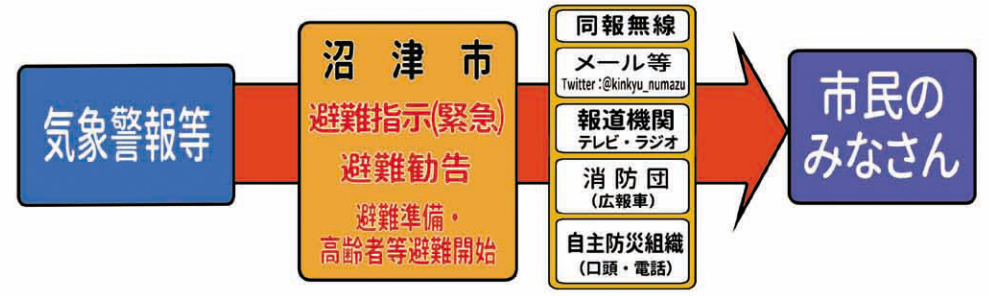 気象警報等
沼津市
避難指示(緊急)
避難勧告
避難準備・
高齢者等避難開始
同報無線
メール等
Twitter:@kinkyu_numazu
報道機関
テレビ・ラジオ
消防団
(広報車)
自主防災組織
(口頭・電話)
市民の
みなさん